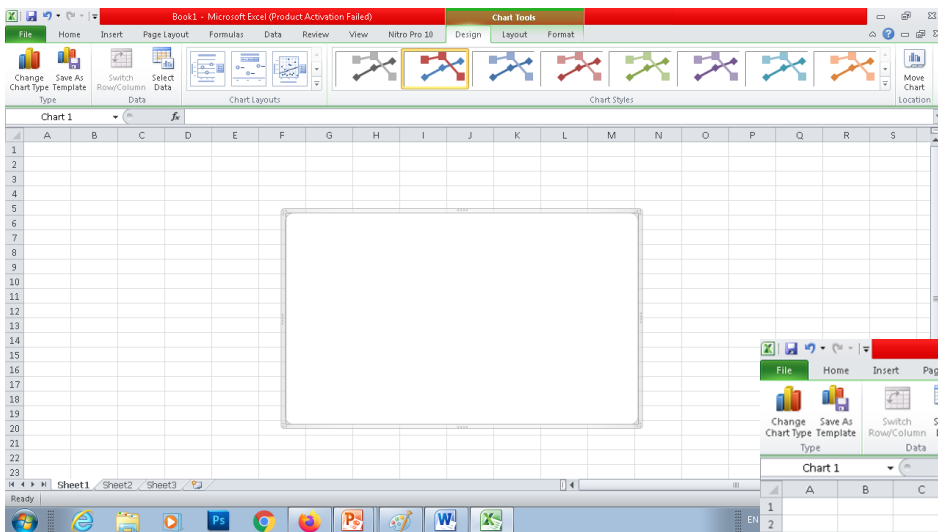 Book1 - Microsoft Excel (Product Activation Failed)
Chart Tools
File Home Insert Page Layout Formulas Data Review View Nitro Pro 10 Design Layout Format
Change Chart Type
Save As Template
Switch Row/Column
Select Data
Move Chart
Type Data Chart Layouts Chart Styles Location
Chart 1 fx
A B C D E F G H I J K L M N O P Q R S
1
2
3
4
5
6
7
8
9
10
11
12
13
14
15
16
17
18
19
20
21
22
23
Sheet1 Sheet2 Sheet3
Ready
Ps P W X EN
File Home Insert Pag
Change Chart Type
Save As Template
Switch Row/Column
Type Data
Chart 1
A B C
1
2